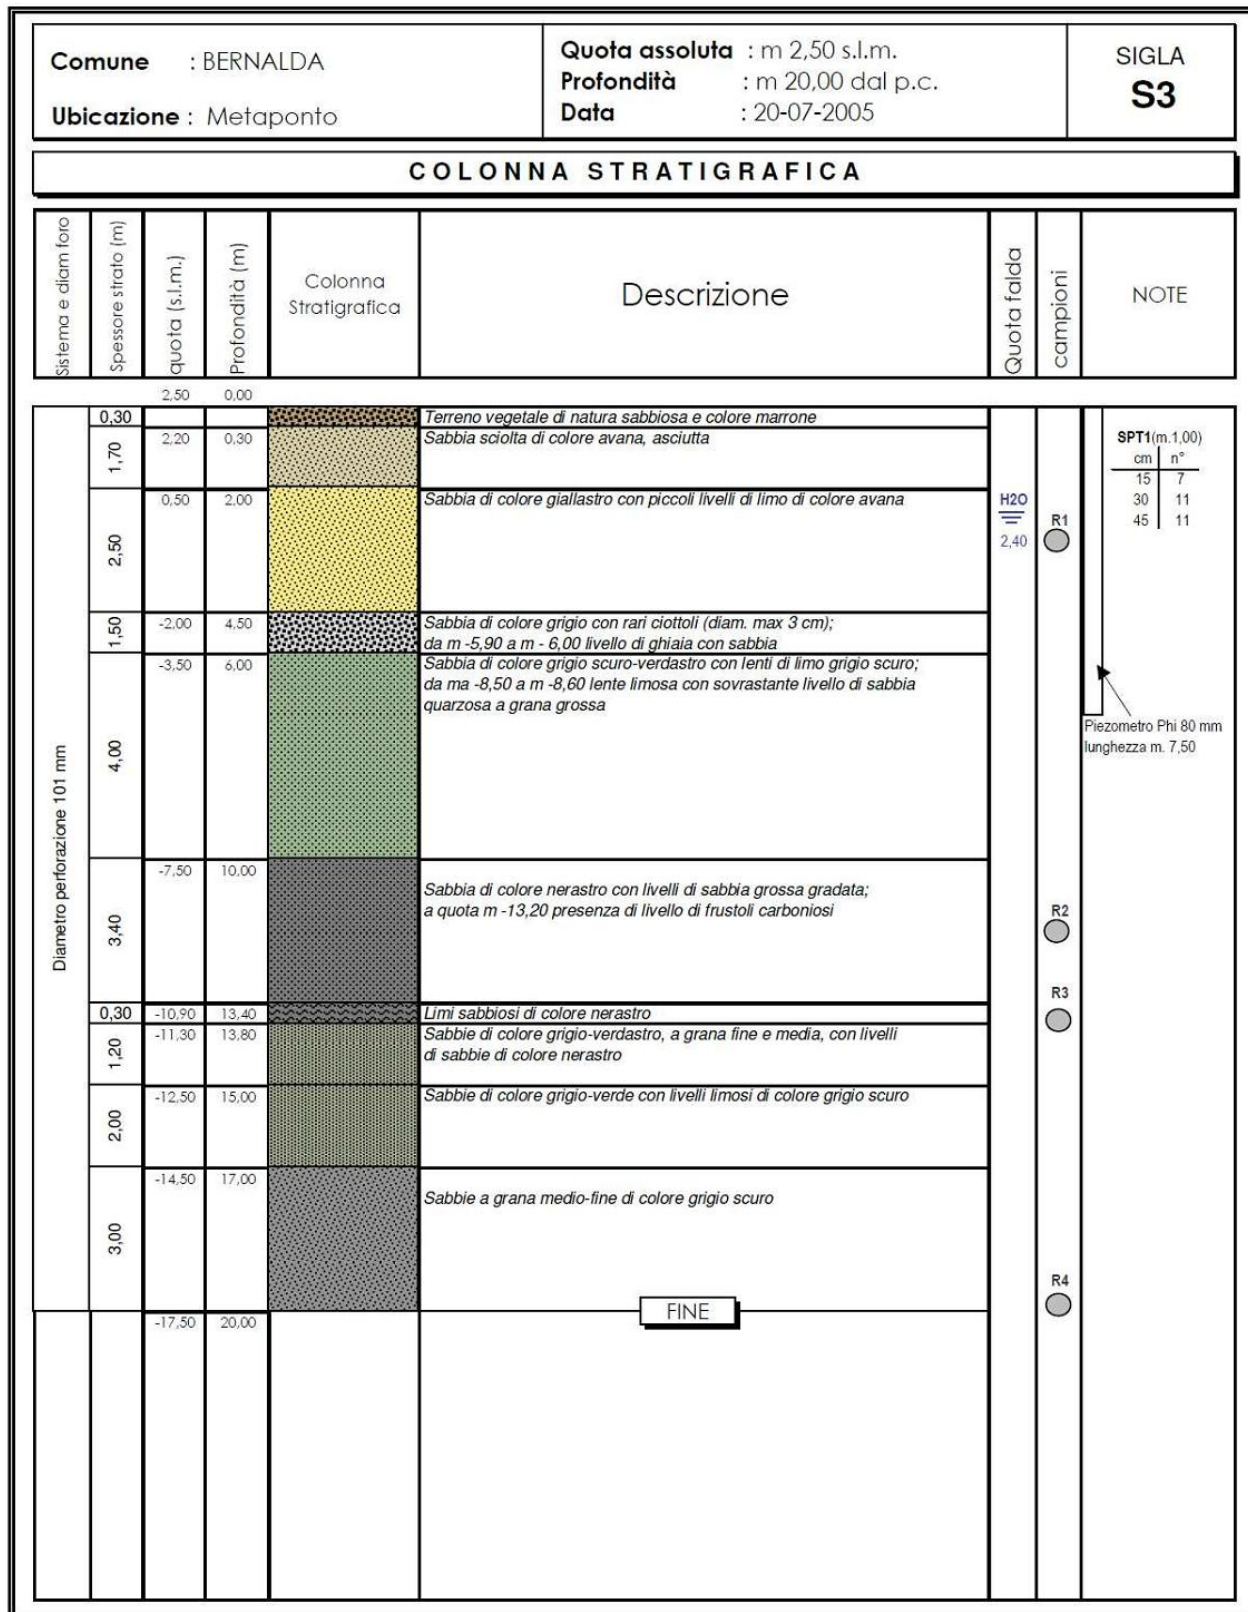 Comune : BERNALDA
Ubicazione : Metaponto
Quota assoluta : m 2,50 s.l.m.
Profondità : m 20,00 dal p.c.
Data : 20-07-2005
SIGLA
S3
COLONNA STRATIGRAFICA
Sistema e diam foro
Spessore strato (m)
quota (s.l.m.)
Profondità (m)
Colonna
Stratigrafica
Descrizione
Quota falda
campioni
NOTE
2,50 0,00
0,30 Terreno vegetale di natura sabbiosa e colore marrone
1,70 2,20 0,30 Sabbia sciolta di colore avana, asciutta
SPT1(m.1,00)
cm n°
15 7
30 11
45 11
2,50 0,50 2,00 Sabbia di colore giallastro con piccoli livelli di limo di colore avana
H2O
2,40
R1
1,50 -2,00 4,50 Sabbia di colore grigio con rari ciottoli (diam. max 3 cm);
da m -5,90 a m - 6,00 livello di ghiaia con sabbia
4,00 -3,50 6,00 Sabbia di colore grigio scuro-verdastro con lenti di limo grigio scuro;
da ma -8,50 a m -8,60 lente limosa con sovrastante livello di sabbia
quarzosa a grana grossa
Piezometro Phi 80 mm
lunghezza m. 7,50
Diametro perforazione 101 mm
3,40 -7,50 10,00 Sabbia di colore nerastro con livelli di sabbia grossa gradata;
a quota m -13,20 presenza di livello di frustoli carboniosi
R2
R3
0,30 -10,90 13,40 Limi sabbiosi di colore nerastro
1,20 -11,30 13,80 Sabbie di colore grigio-verdastro, a grana fine e media, con livelli
di sabbie di colore nerastro
2,00 -12,50 15,00 Sabbie di colore grigio-verde con livelli limosi di colore grigio scuro
3,00 -14,50 17,00 Sabbie a grana medio-fine di colore grigio scuro
R4
FINE
-17,50 20,00